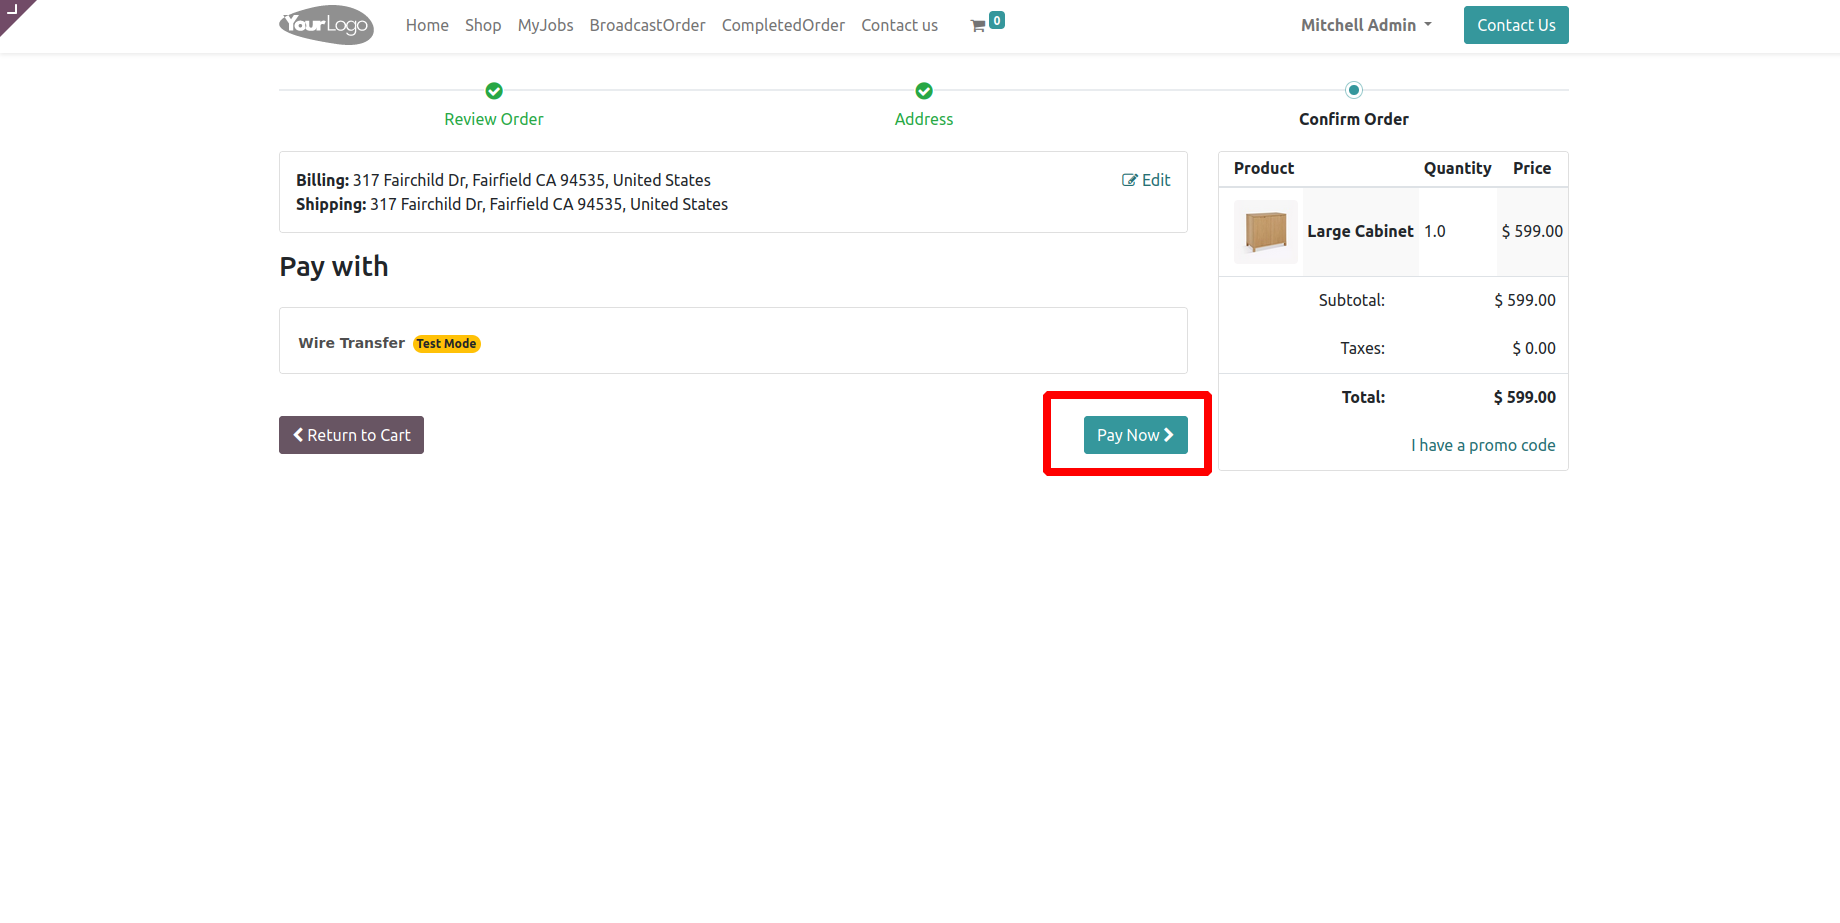 YourLogo Home Shop MyJobs BroadcastOrder CompletedOrder Contact us 0 Mitchell Admin Contact Us
Review Order Address Confirm Order
Billing: 317 Fairchild Dr, Fairfield CA 94535, United States Edit
Shipping: 317 Fairchild Dr, Fairfield CA 94535, United States
Pay with
Wire Transfer Test Mode
Return to Cart Pay Now
Product Quantity Price
Large Cabinet 1.0 $ 599.00
Subtotal: $ 599.00
Taxes: $ 0.00
Total: $ 599.00
I have a promo code